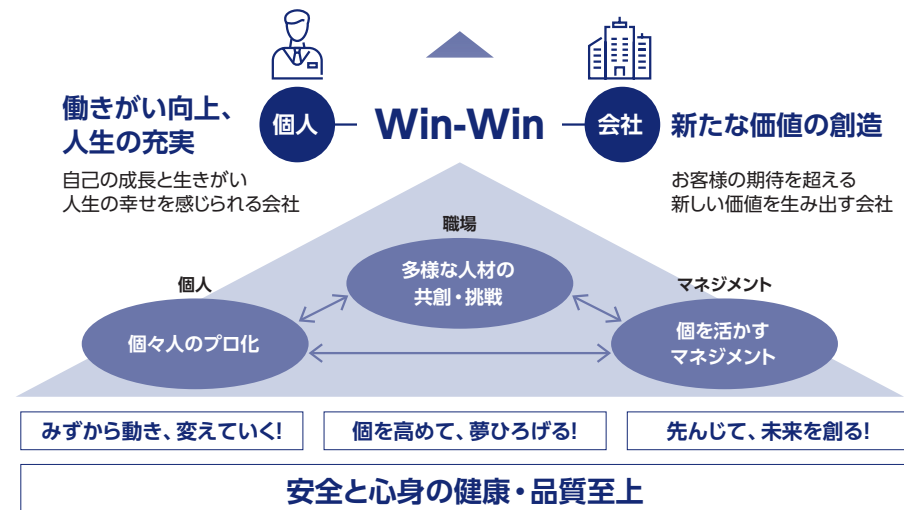 働きがい向上、
人生の充実
個人
Win-Win
会社
新たな価値の創造
自己の成長と生きがい
人生の幸せを感じられる会社
お客様の期待を超える
新しい価値を生み出す会社
職場
多様な人材の
共創・挑戦
個人
個々人のプロ化
マネジメント
個を活かす
マネジメント
みずから動き、変えていく!
個を高めて、夢ひろげる!
先んじて、未来を創る!
安全と心身の健康・品質至上